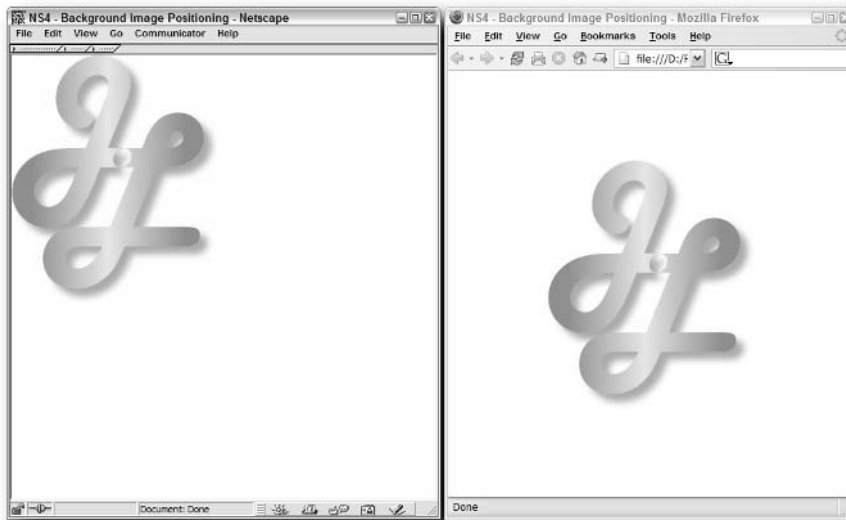 NS4 - Background Image Positioning - Netscape
File Edit View Go Communicator Help
Document: Done
NS4 - Background Image Positioning - Mozilla Firefox
File Edit View Go Bookmarks Tools Help
file:///D:/F
G
Done